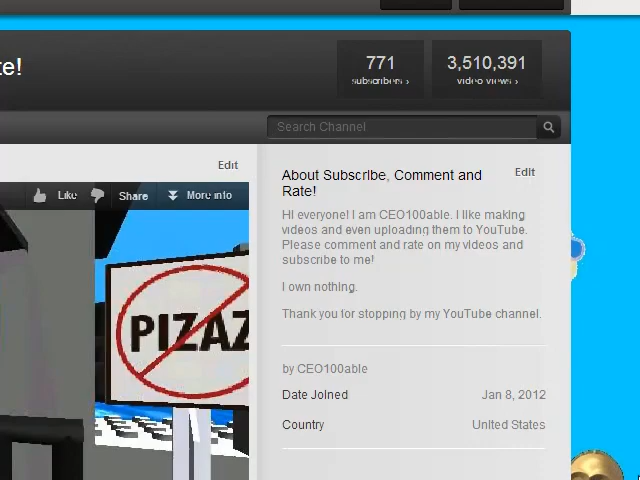 te!
771
subscribers ›
3,510,391
video views ›
Search Channel
Edit
About Subscribe, Comment and
Rate!
Edit
Like
Share
More info
Hi everyone! I am CEO100able. I like making
videos and even uploading them to YouTube.
Please comment and rate on my videos and
subscribe to me!
I own nothing.
Thank you for stopping by my YouTube channel.
PIZAZ
by CEO100able
Date Joined
Jan 8, 2012
Country
United States